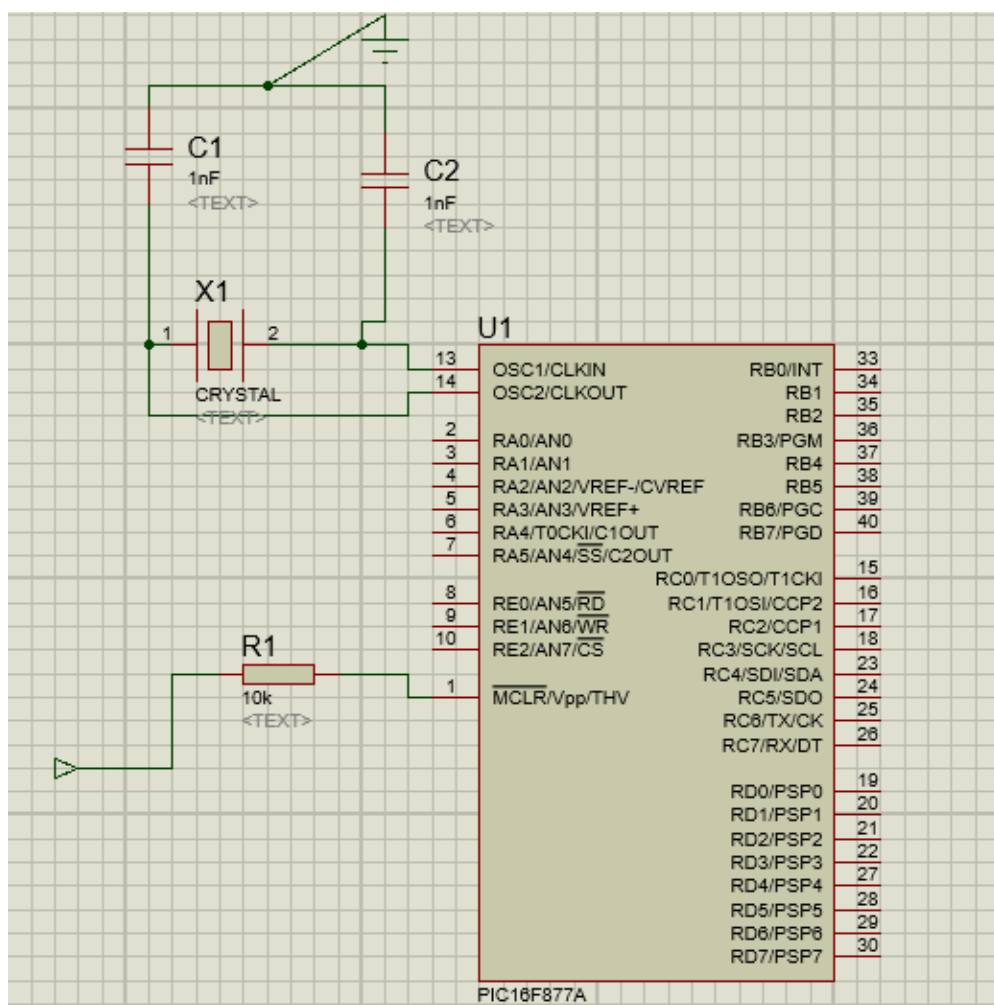 C1
1nF
<TEXT>
C2
1nF
<TEXT>
X1
1
2
CRYSTAL
<TEXT>
U1
13 OSC1/CLKIN RB0/INT 33
14 OSC2/CLKOUT RB1 34
RB2 35
2 RA0/AN0 RB3/PGM 36
3 RA1/AN1 RB4 37
4 RA2/AN2/VREF-/CVREF RB5 38
5 RA3/AN3/VREF+ RB6/PGC 39
6 RA4/T0CKI/C1OUT RB7/PGD 40
7 RA5/AN4/SS/C2OUT
RC0/T1OSO/T1CKI 15
8 RE0/AN5/RD RC1/T1OSI/CCP2 16
9 RE1/AN6/WR RC2/CCP1 17
10 RE2/AN7/CS RC3/SCK/SCL 18
RC4/SDI/SDA 23
1 MCLR/Vpp/THV RC5/SDO 24
RC6/TX/CK 25
RC7/RX/DT 26
RD0/PSP0 19
RD1/PSP1 20
RD2/PSP2 21
RD3/PSP3 22
RD4/PSP4 27
RD5/PSP5 28
RD6/PSP6 29
RD7/PSP7 30
R1
10k
<TEXT>
PIC16F877A